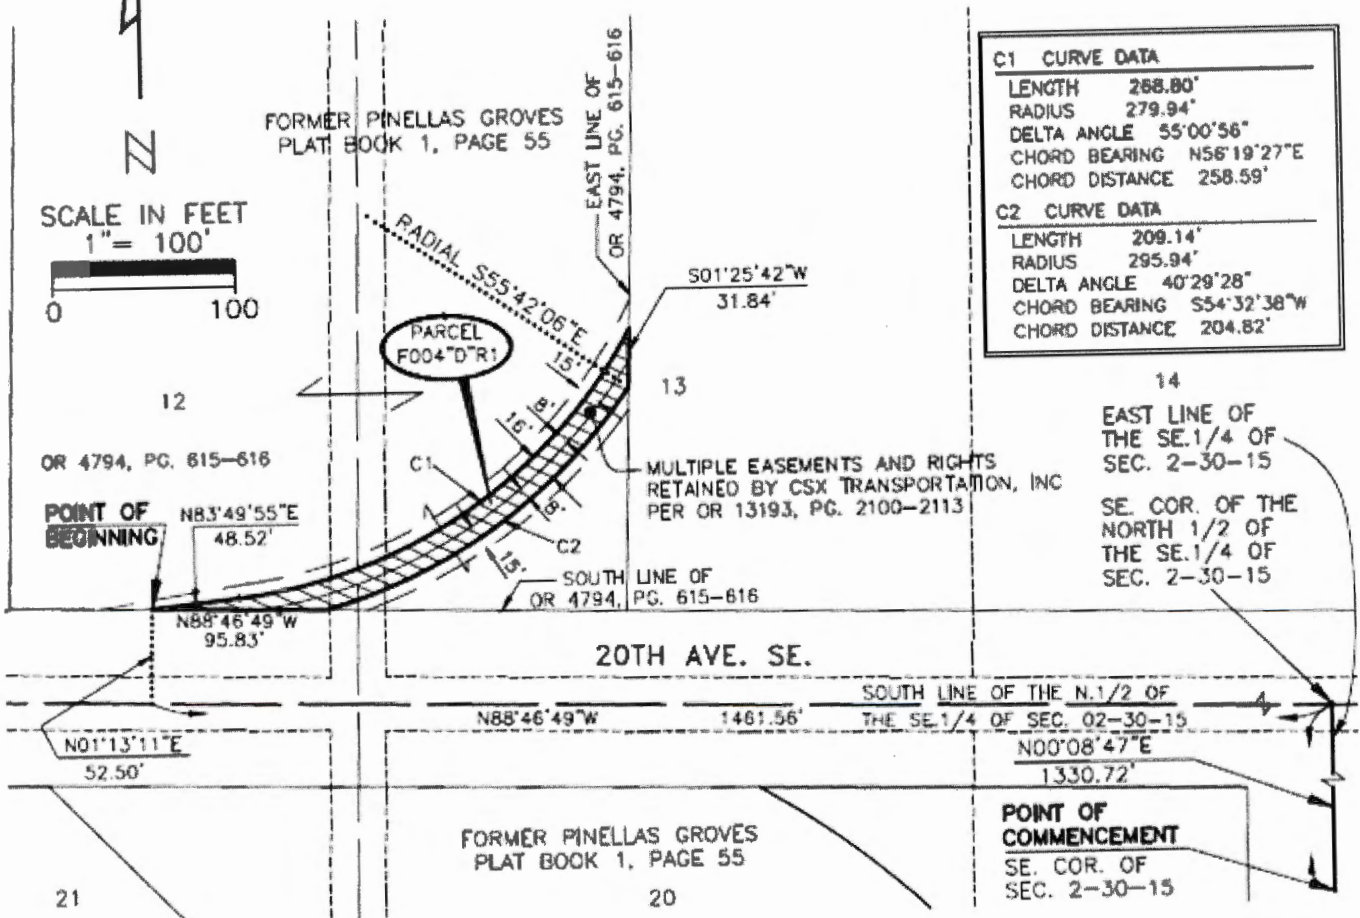 C1 CURVE DATA
LENGTH 268.80'
RADIUS 279.94'
DELTA ANGLE 55°00'56"
CHORD BEARING N56°19'27"E
CHORD DISTANCE 258.59'
C2 CURVE DATA
LENGTH 209.14'
RADIUS 295.94'
DELTA ANGLE 40°29'28"
CHORD BEARING S54°32'38"W
CHORD DISTANCE 204.82'
FORMER PINELLAS GROVES
PLAT BOOK 1, PAGE 55
EAST LINE OF
OR 4794, PG. 615-616
N
SCALE IN FEET
1"= 100'
0 100
RADIAL S55°42'06"E
S01°25'42"W
31.84'
PARCEL
F004"D"R1
15'
8'
16'
12
13
14
OR 4794, PG. 615-616
C1
MULTIPLE EASEMENTS AND RIGHTS
RETAINED BY CSX TRANSPORTATION, INC
PER OR 13193, PG. 2100-2113
EAST LINE OF
THE SE.1/4 OF
SEC. 2-30-15
SE. COR. OF THE
NORTH 1/2 OF
THE SE.1/4 OF
SEC. 2-30-15
POINT OF
BEGINNING
N83°49'55"E
48.52'
8'
C2
15'
SOUTH LINE OF
OR 4794, PG. 615-616
N88°46'49"W
95.83'
20TH AVE. SE.
SOUTH LINE OF THE N.1/2 OF
THE SE.1/4 OF SEC. 02-30-15
N88°46'49"W 1461.56'
N01°13'11"E
52.50'
N00°08'47"E
1330.72'
POINT OF
COMMENCEMENT
SE. COR. OF
SEC. 2-30-15
FORMER PINELLAS GROVES
PLAT BOOK 1, PAGE 55
21
20